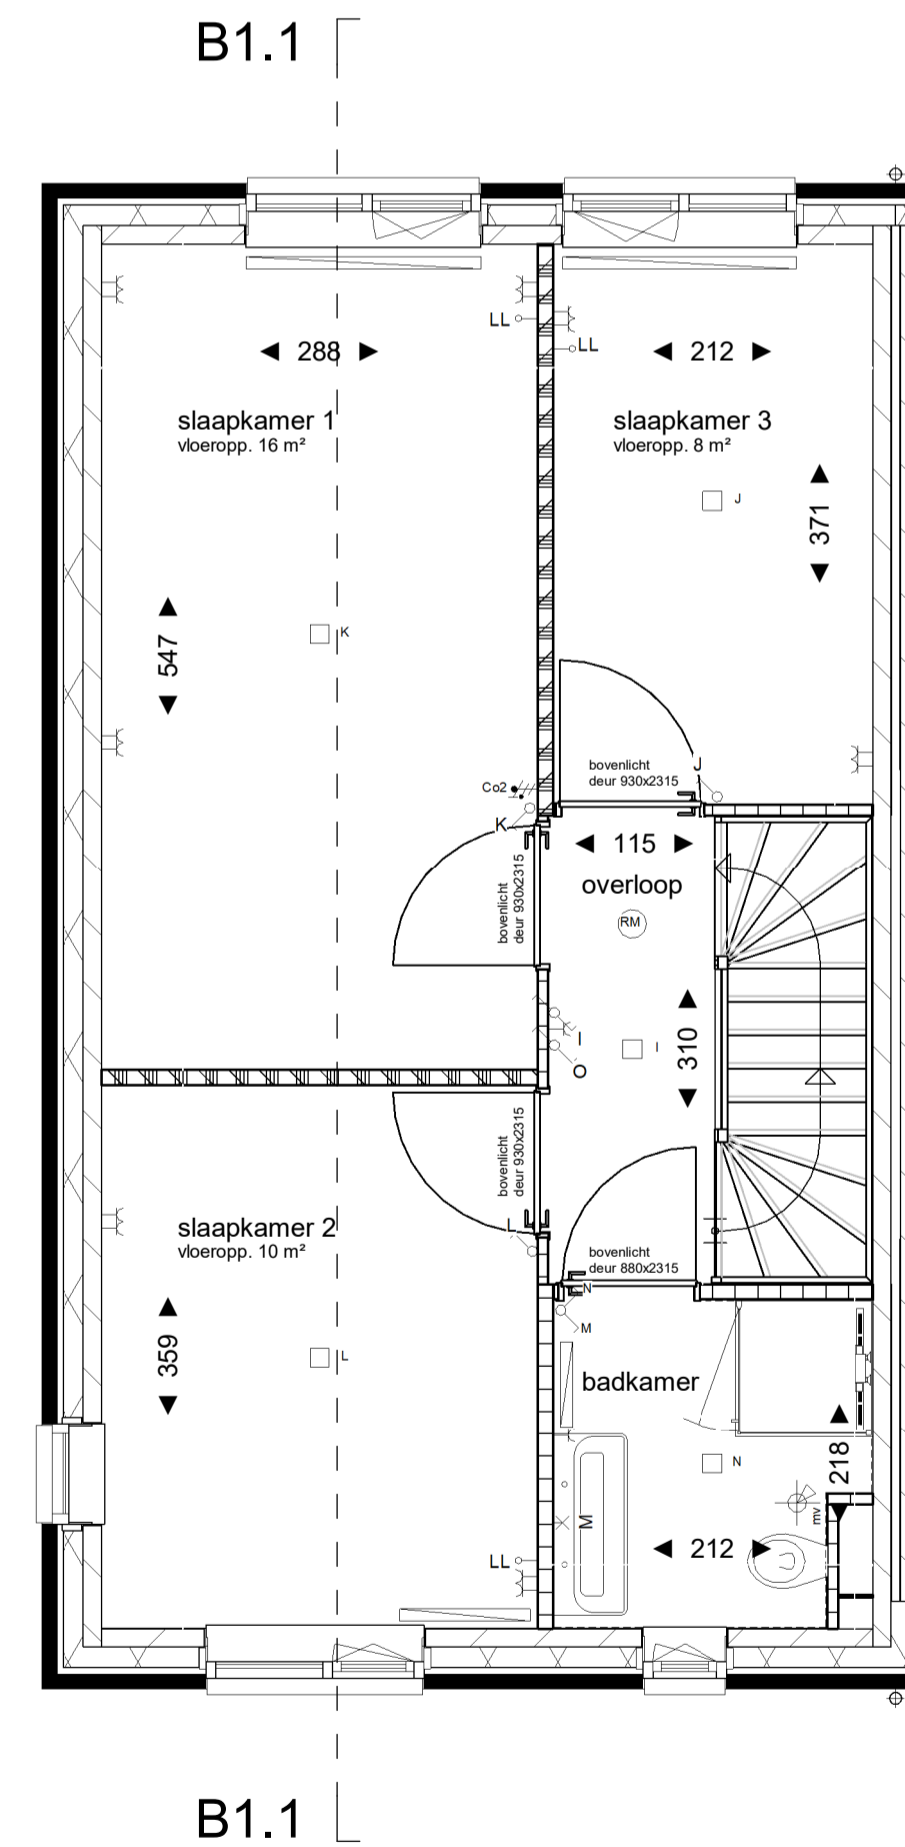 B1.1
LL
LL
288
212
slaapkamer 1
vloeropp. 16 m²
slaapkamer 3
vloeropp. 8 m²
J
371
K
547
bovenlicht
deur 930x2315
J
Co2
K
115
overloop
bovenlicht
deur 930x2315
RM
I
I
310
O
bovenlicht
deur 930x2315
slaapkamer 2
vloeropp. 10 m²
L
bovenlicht
deur 880x2315
N
M
359
L
badkamer
218
N
mv
M
212
LL
B1.1